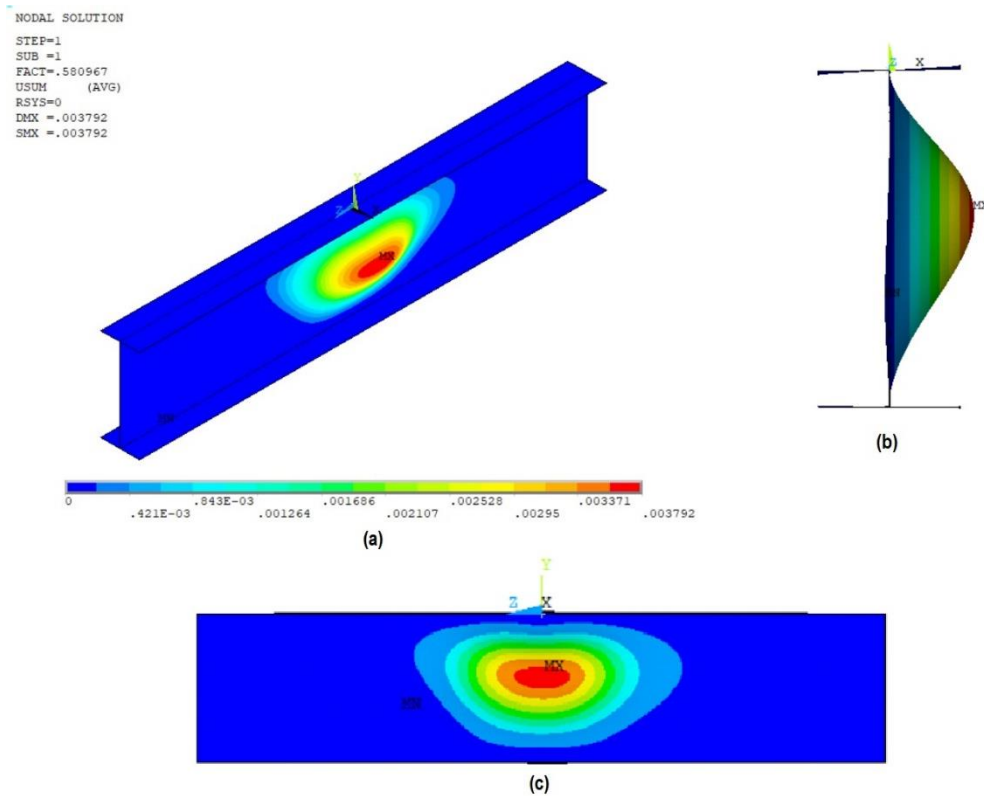 NODAL SOLUTION
STEP=1
SUB =1
FACT=.580967
USUM (AVG)
RSYS=0
DMX =.003792
SMX =.003792
Y
Z X
MX
MN
0 .843E-03 .001686 .002528 .003371
.421E-03 .001264 .002107 .00295 .003792
(a)
Z X
MX
MN
(b)
Y
Z X
MX
MN
(c)